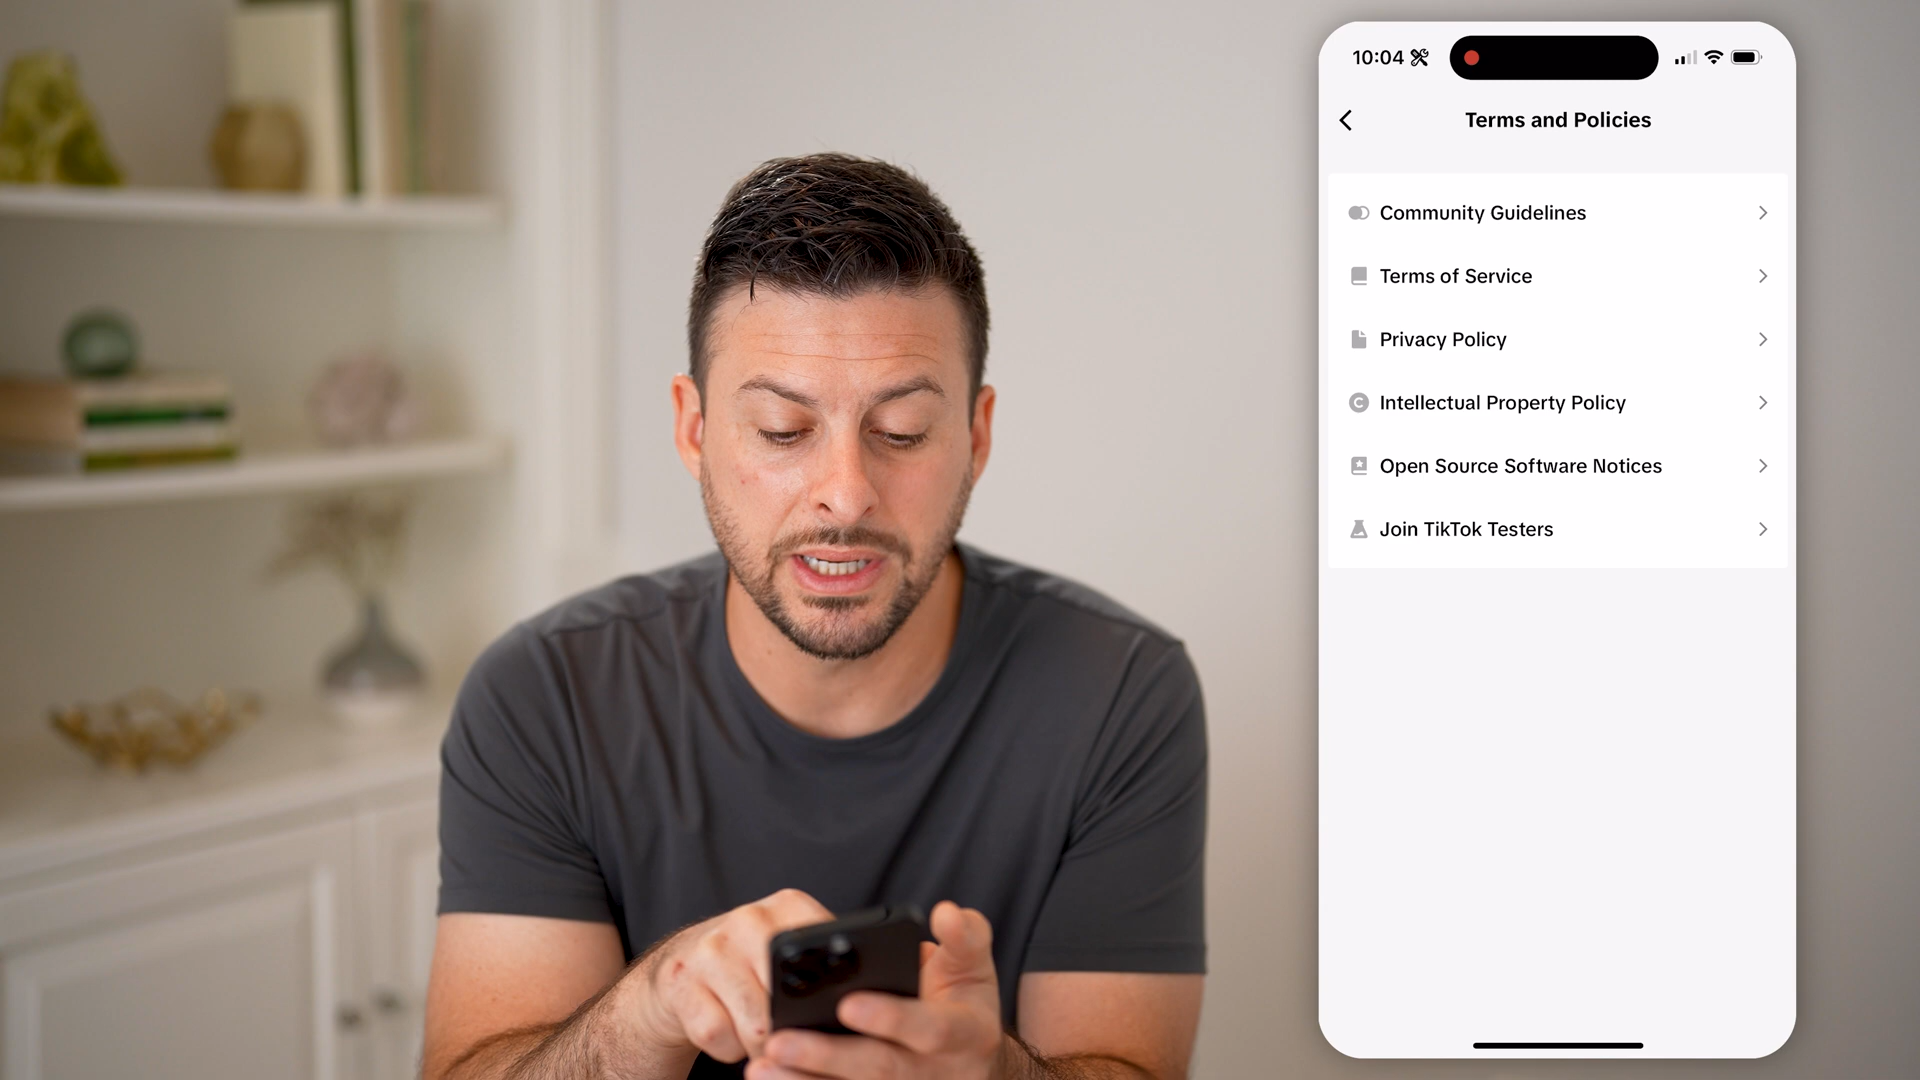 10:04
Terms and Policies
Community Guidelines
Terms of Service
Privacy Policy
Intellectual Property Policy
Open Source Software Notices
Join TikTok Testers